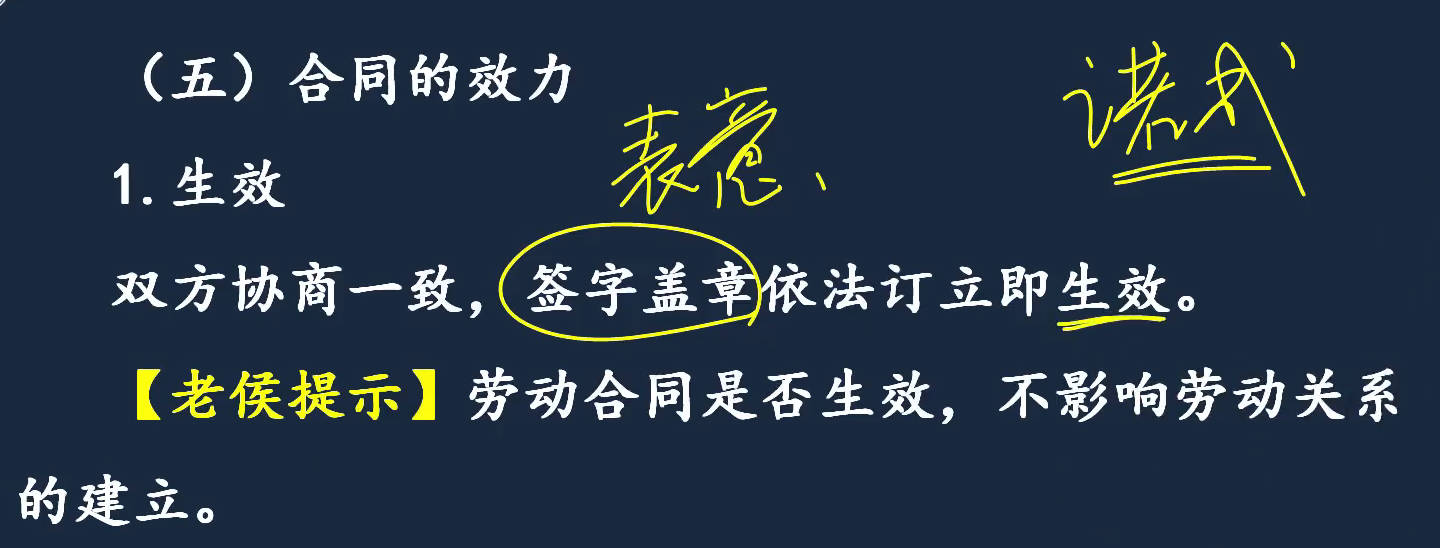 （五）合同的效力
表意、
诺成
1.生效
双方协商一致，签字盖章依法订立即生效。
【老侯提示】劳动合同是否生效，不影响劳动关系
的建立。